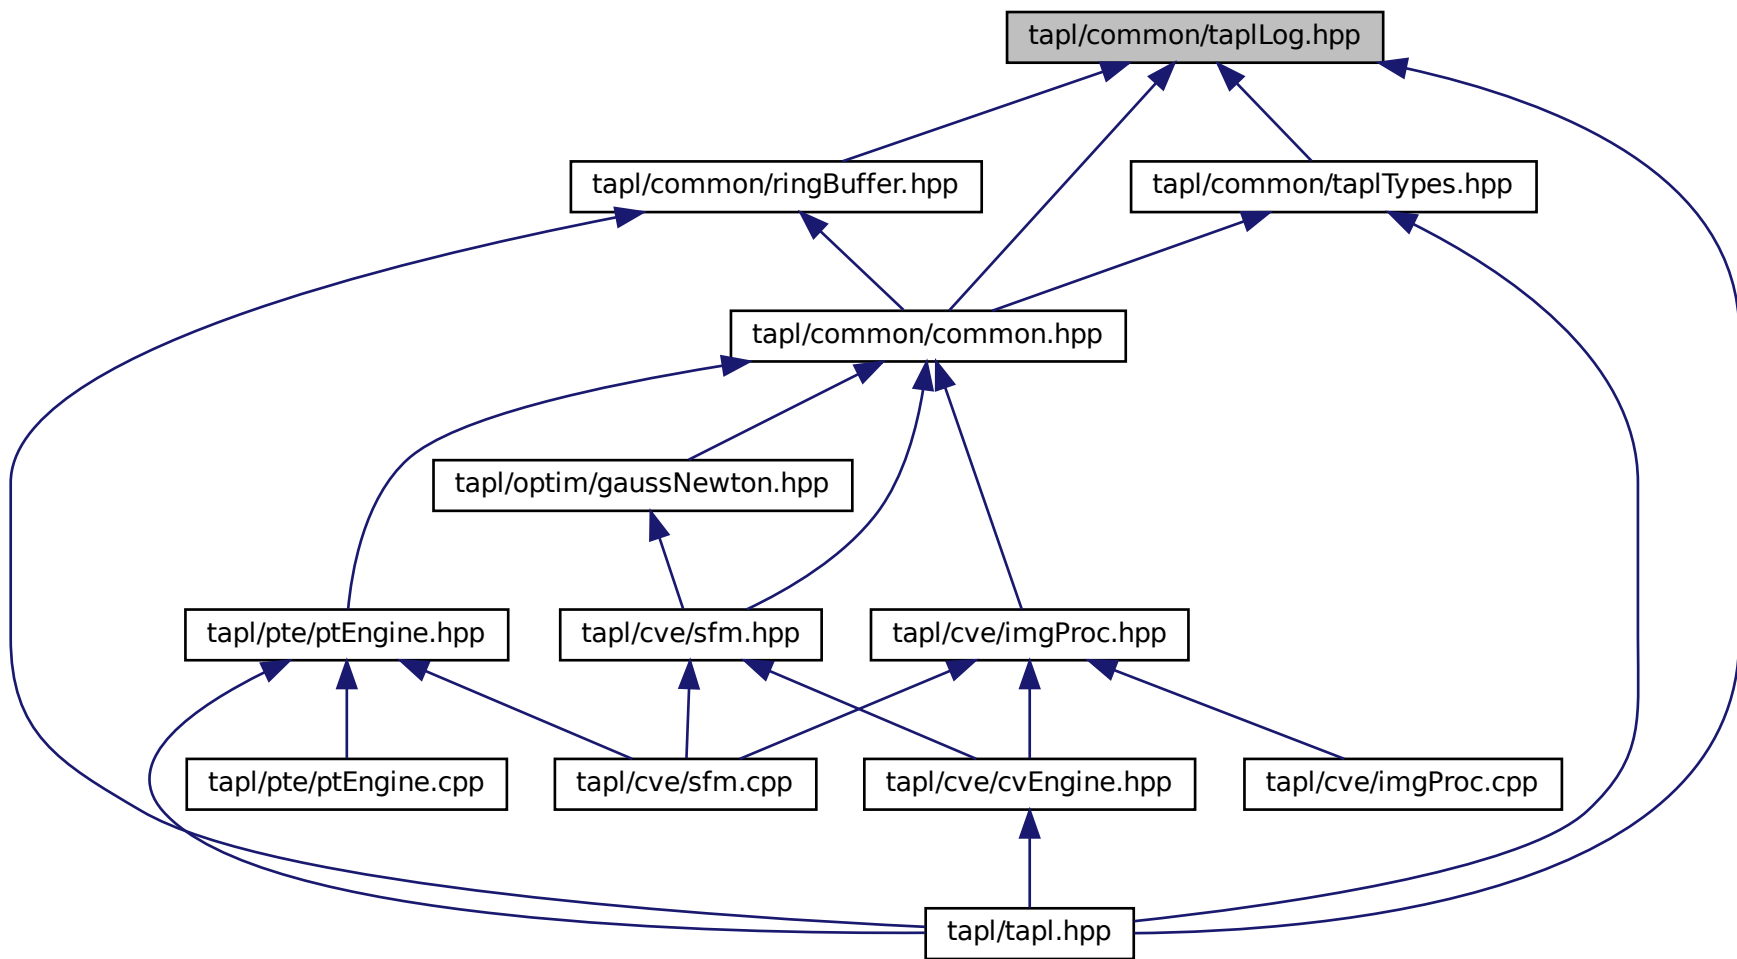 tapl/common/taplLog.hpp
tapl/common/ringBuffer.hpp
tapl/common/taplTypes.hpp
tapl/common/common.hpp
tapl/optim/gaussNewton.hpp
tapl/pte/ptEngine.hpp
tapl/cve/sfm.hpp
tapl/cve/imgProc.hpp
tapl/pte/ptEngine.cpp
tapl/cve/sfm.cpp
tapl/cve/cvEngine.hpp
tapl/cve/imgProc.cpp
tapl/tapl.hpp